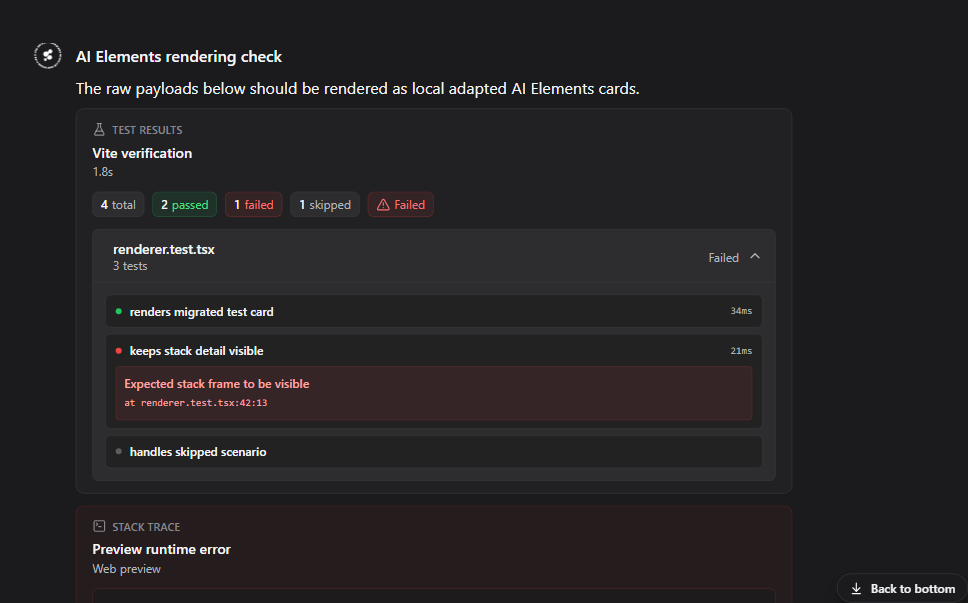 AI Elements rendering check
The raw payloads below should be rendered as local adapted AI Elements cards.
TEST RESULTS
Vite verification
1.8s
4 total 2 passed 1 failed 1 skipped Failed
renderer.test.tsx
3 tests
Failed
renders migrated test card 34ms
keeps stack detail visible 21ms
Expected stack frame to be visible
at renderer.test.tsx:42:13
handles skipped scenario
STACK TRACE
Preview runtime error
Web preview
Back to bottom